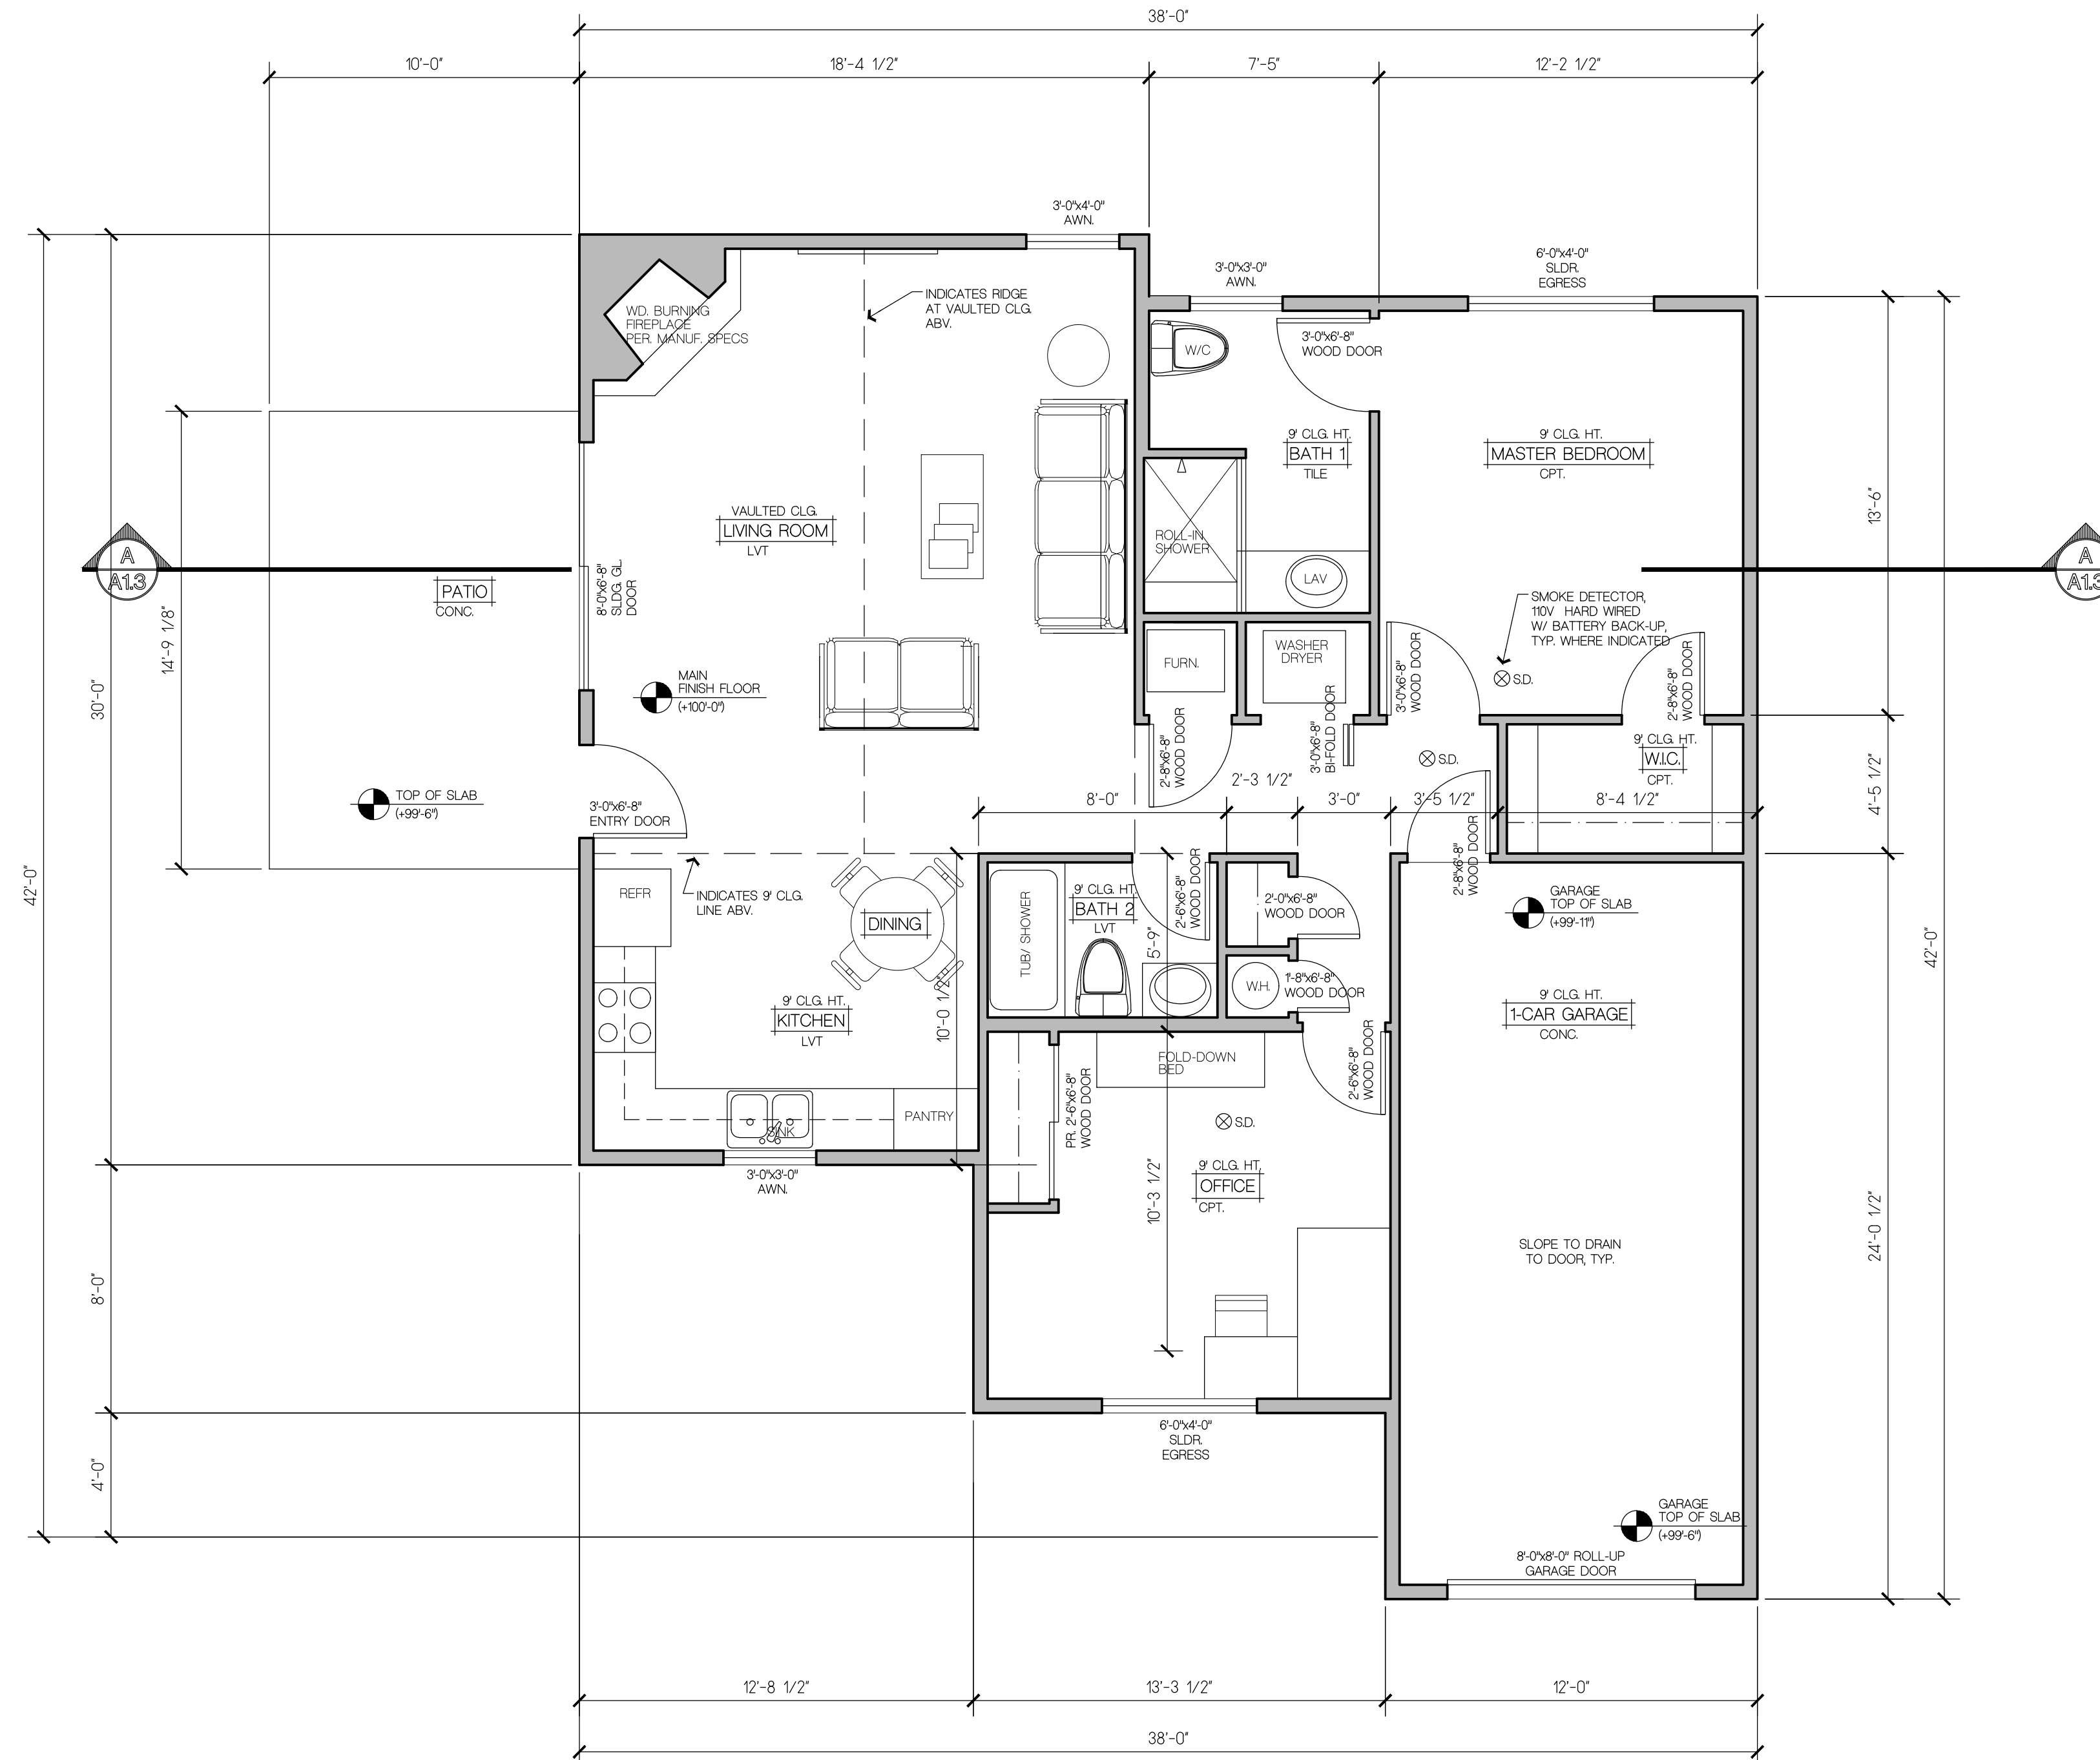 38'-0"
10'-0"
18'-4 1/2"
7'-5"
12'-2 1/2"
3'-0"x4'-0"
AWN.
3'-0"x3'-0"
AWN.
6'-0"x4'-0"
SLDR.
EGRESS
WD. BURNING
FIREPLACE
PER. MANUF. SPECS
INDICATES RIDGE
AT VAULTED CLG.
ABV.
W/C
3'-0"x6'-8"
WOOD DOOR
9' CLG. HT.
BATH 1
TILE
9' CLG. HT.
MASTER BEDROOM
CPT.
13'-6"
VAULTED CLG.
LIVING ROOM
LVT
ROLL-IN
SHOWER
LAV
A
A1.3
A
A1.3
PATIO
CONC.
8'-0"x6'-8"
SLDG. GL.
DOOR
14'-9 1/8"
30'-0"
42'-0"
SMOKE DETECTOR,
110V HARD WIRED
W/ BATTERY BACK-UP,
TYP. WHERE INDICATED
S.D.
FURN.
WASHER
DRYER
3'-0"x6'-8"
WOOD DOOR
2'-8"x6'-8"
WOOD DOOR
MAIN
FINISH FLOOR
(+100'-0")
2'-8"x6'-8"
WOOD DOOR
3'-0"x6'-8"
BI-FOLD DOOR
S.D.
9' CLG. HT.
W.I.C.
CPT.
4'-5 1/2"
TOP OF SLAB
(+99'-6")
3'-0"x6'-8"
ENTRY DOOR
8'-0"
2'-3 1/2"
3'-0"
3'-5 1/2"
8'-4 1/2"
2'-8"x6'-8"
WOOD DOOR
REFR
INDICATES 9' CLG.
LINE ABV.
DINING
TUB/ SHOWER
9' CLG. HT.
BATH 2
LVT
2'-6"x6'-8"
WOOD DOOR
5'-9"
2'-0"x6'-8"
WOOD DOOR
GARAGE
TOP OF SLAB
(+99'-11")
42'-0"
W.H.
1'-8"x6'-8"
WOOD DOOR
9' CLG. HT.
KITCHEN
LVT
10'-0 1/2"
9' CLG. HT.
1-CAR GARAGE
CONC.
FOLD-DOWN
BED
2'-6"x6'-8"
WOOD DOOR
PR. 2'-6"x6'-8"
WOOD DOOR
SINK
PANTRY
S.D.
3'-0"x3'-0"
AWN.
10'-3 1/2"
9' CLG. HT.
OFFICE
CPT.
24'-0 1/2"
SLOPE TO DRAIN
TO DOOR, TYP.
8'-0"
6'-0"x4'-0"
SLDR.
EGRESS
4'-0"
GARAGE
TOP OF SLAB
(+99'-6")
8'-0"x8'-0" ROLL-UP
GARAGE DOOR
12'-8 1/2"
13'-3 1/2"
12'-0"
38'-0"